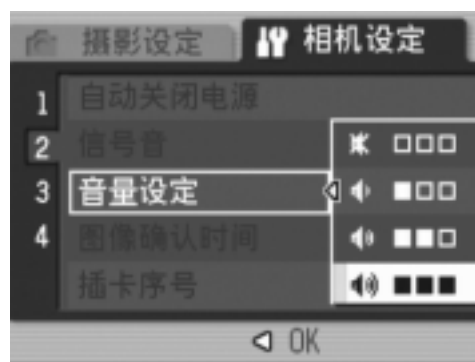 摄影设定 相机设定
1 自动关闭电源
2 信号音
3 音量设定
4 图像确认时间
插卡序号
OK